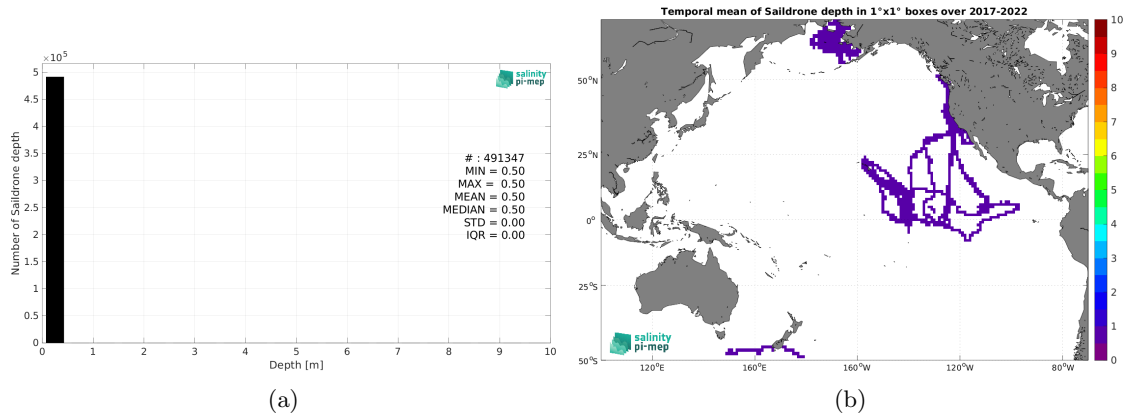 ×10^5
5
4.5
4
3.5
3
2.5
2
1.5
1
0.5
0
Number of Saildrone depth
0 1 2 3 4 5 6 7 8 9 10
Depth [m]
salinity
pi-mep
# : 491347
MIN = 0.50
MAX = 0.50
MEAN = 0.50
MEDIAN = 0.50
STD = 0.00
IQR = 0.00
(a)
Temporal mean of Saildrone depth in 1°x1° boxes over 2017-2022
50°N
25°N
0°
25°S
50°S
120°E 160°E 160°W 120°W 80°W
salinity
pi-mep
10
9
8
7
6
5
4
3
2
1
0
(b)